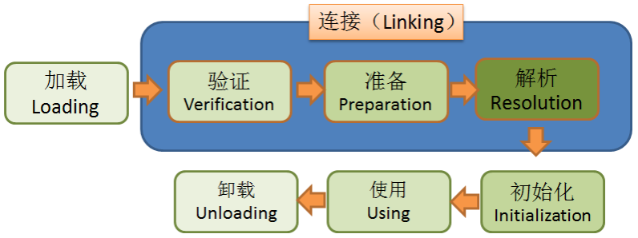 连接（Linking）
加载
Loading
验证
Verification
准备
Preparation
解析
Resolution
初始化
Initialization
使用
Using
卸载
Unloading